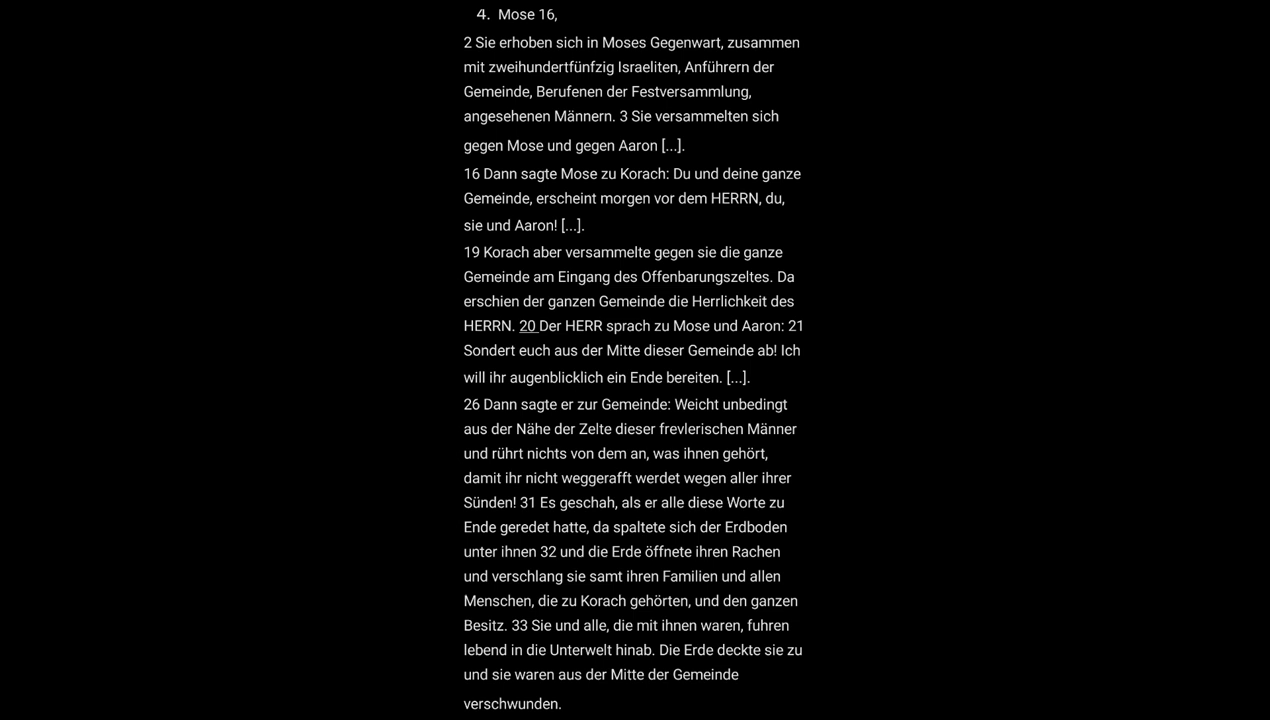 4. Mose 16,
2 Sie erhoben sich in Moses Gegenwart, zusammen
mit zweihundertfünfzig Israeliten, Anführern der
Gemeinde, Berufenen der Festversammlung,
angesehenen Männern. 3 Sie versammelten sich
gegen Mose und gegen Aaron [...].
16 Dann sagte Mose zu Korach: Du und deine ganze
Gemeinde, erscheint morgen vor dem HERRN, du,
sie und Aaron! [...].
19 Korach aber versammelte gegen sie die ganze
Gemeinde am Eingang des Offenbarungszeltes. Da
erschien der ganzen Gemeinde die Herrlichkeit des
HERRN. 20 Der HERR sprach zu Mose und Aaron: 21
Sondert euch aus der Mitte dieser Gemeinde ab! Ich
will ihr augenblicklich ein Ende bereiten. [...].
26 Dann sagte er zur Gemeinde: Weicht unbedingt
aus der Nähe der Zelte dieser frevlerischen Männer
und rührt nichts von dem an, was ihnen gehört,
damit ihr nicht weggerafft werdet wegen aller ihrer
Sünden! 31 Es geschah, als er alle diese Worte zu
Ende geredet hatte, da spaltete sich der Erdboden
unter ihnen 32 und die Erde öffnete ihren Rachen
und verschlang sie samt ihren Familien und allen
Menschen, die zu Korach gehörten, und den ganzen
Besitz. 33 Sie und alle, die mit ihnen waren, fuhren
lebend in die Unterwelt hinab. Die Erde deckte sie zu
und sie waren aus der Mitte der Gemeinde
verschwunden.